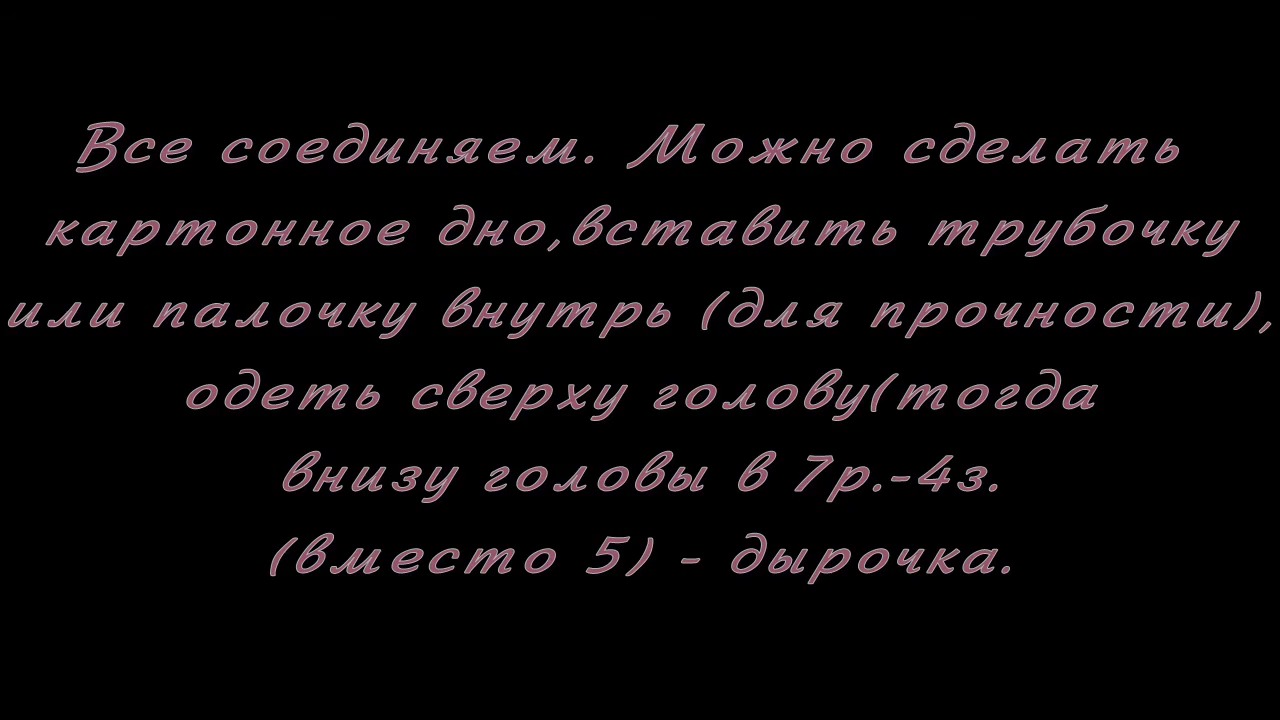 Все соединяем. Можно сделать
картонное дно,вставить трубочку
или палочку внутрь (для прочности),
одеть сверху голову(тогда
внизу головы в 7р.-4з.
(вместо 5) - дырочка.